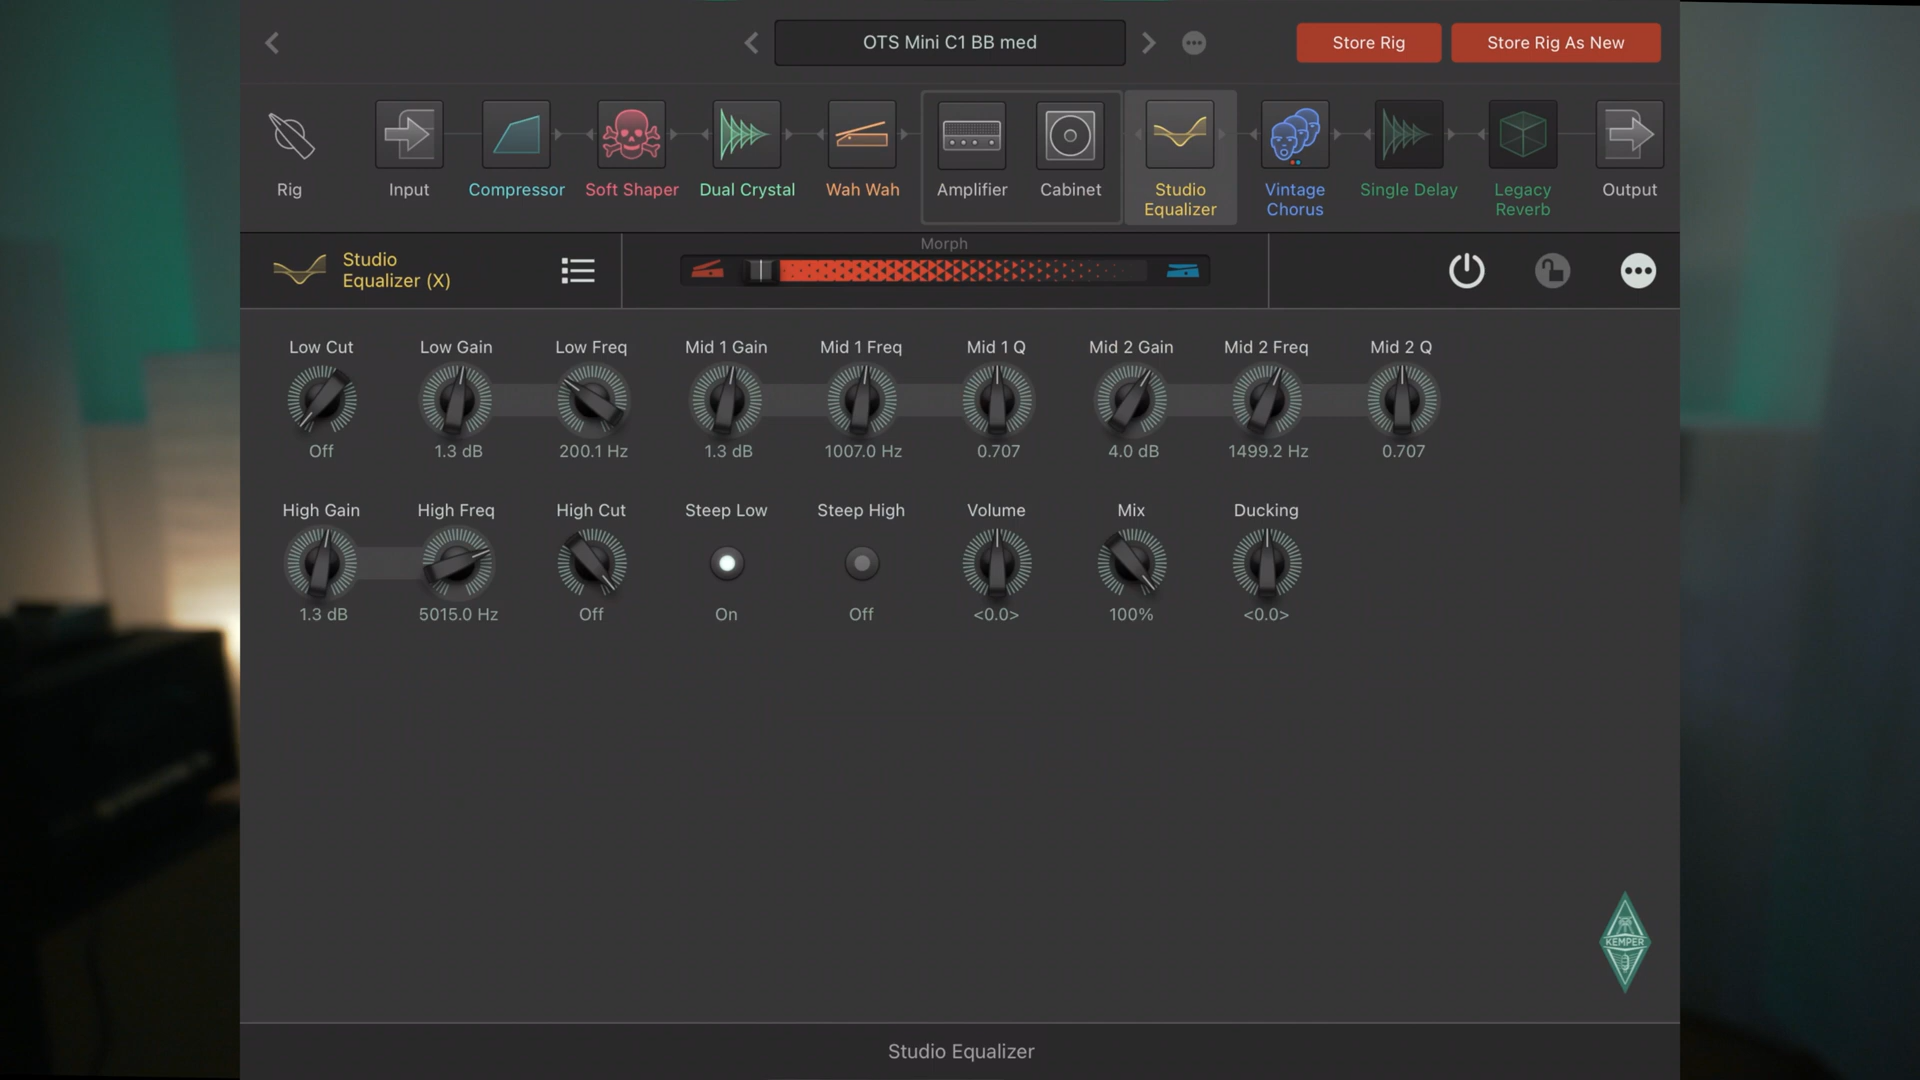 OTS Mini C1 BB med
Store Rig
Store Rig As New
Rig
Input
Compressor
Soft Shaper
Dual Crystal
Wah Wah
Amplifier
Cabinet
Studio
Equalizer
Vintage
Chorus
Single Delay
Legacy
Reverb
Output
Studio
Equalizer (X)
Morph
Low Cut
Low Gain
Low Freq
Mid 1 Gain
Mid 1 Freq
Mid 1 Q
Mid 2 Gain
Mid 2 Freq
Mid 2 Q
Off
1.3 dB
200.1 Hz
1.3 dB
1007.0 Hz
0.707
4.0 dB
1499.2 Hz
0.707
High Gain
High Freq
High Cut
Steep Low
Steep High
Volume
Mix
Ducking
1.3 dB
5015.0 Hz
Off
On
Off
<0.0>
100%
<0.0>
KEMPER
Studio Equalizer